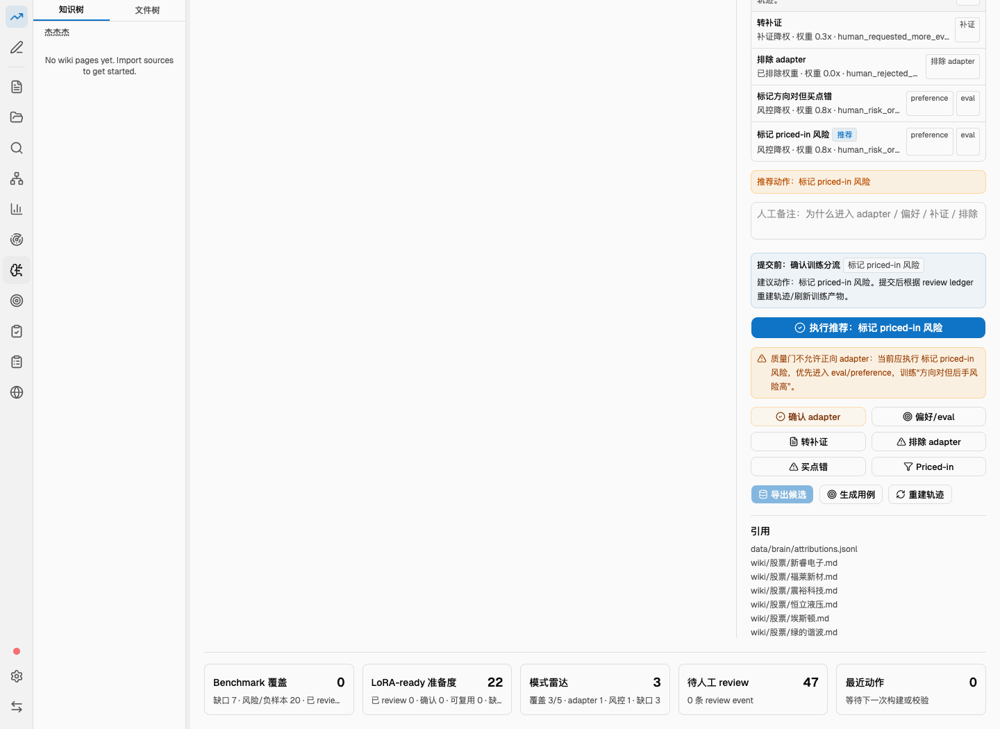 知识树
文件树
杰杰杰
No wiki pages yet. Import sources
to get started.
轨迹。
转补证
补证
补证降权 · 权重 0.3x · human_requested_more_ev...
排除 adapter
排除 adapter
已排除权重 · 权重 0.0x · human_rejected_...
标记方向对但买点错
preference
eval
风控降权 · 权重 0.8x · human_risk_or...
标记 priced-in 风险
推荐
preference
eval
风控降权 · 权重 0.8x · human_risk_or...
推荐动作：标记 priced-in 风险
人工备注：为什么进入 adapter / 偏好 / 补证 / 排除
提交前：确认训练分流
标记 priced-in 风险
建议动作：标记 priced-in 风险。提交后根据 review ledger
重建轨迹/刷新训练产物。
执行推荐：标记 priced-in 风险
质量门不允许正向 adapter：当前应执行 标记 priced-in
风险，优先进入 eval/preference，训练“方向对但后手风
险高”。
确认 adapter
偏好/eval
转补证
排除 adapter
买点错
Priced-in
导出候选
生成用例
重建轨迹
引用
data/brain/attributions.jsonl
wiki/股票/新睿电子.md
wiki/股票/福莱新材.md
wiki/股票/震裕科技.md
wiki/股票/恒立液压.md
wiki/股票/埃斯顿.md
wiki/股票/绿的谐波.md
Benchmark 覆盖
0
缺口 7 · 风险/负样本 20 · 已 revie...
LoRA-ready 准备度
22
已 review 0 · 确认 0 · 可复用 0 · 缺...
模式雷达
3
覆盖 3/5 · adapter 1 · 风控 1 · 缺口 3
待人工 review
47
0 条 review event
最近动作
0
等待下一次构建或校验